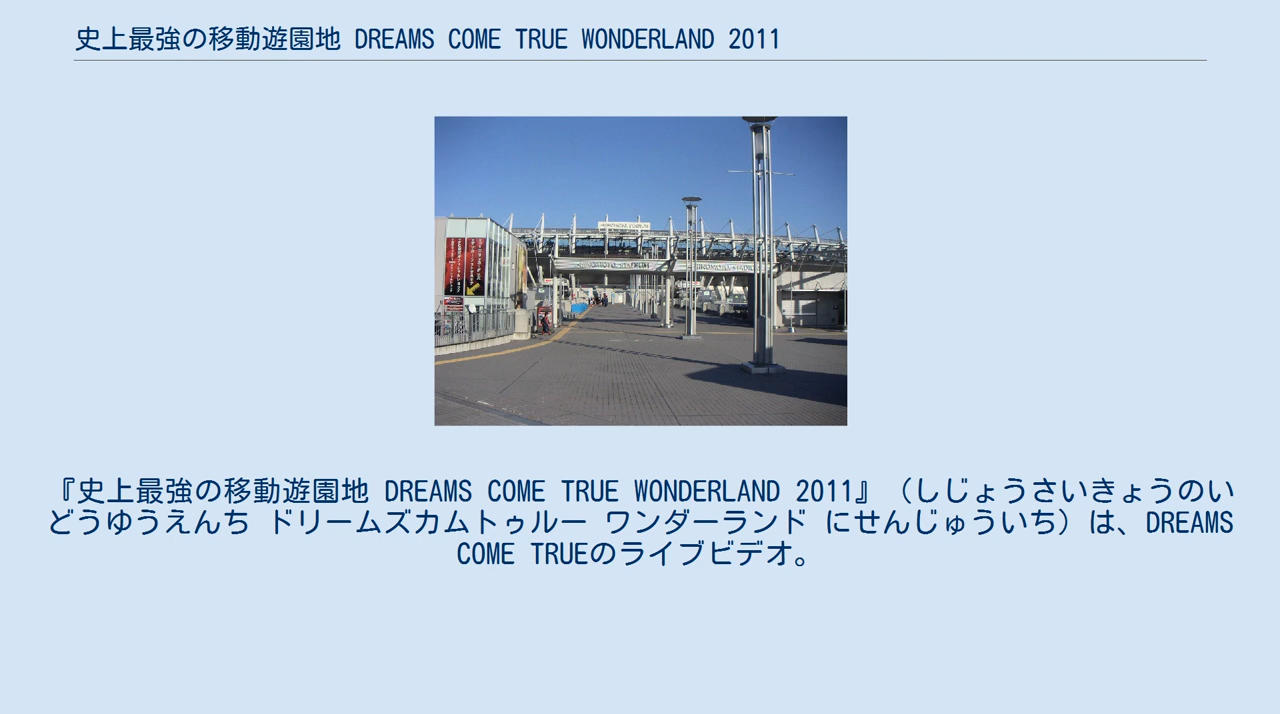 史上最強の移動遊園地 DREAMS COME TRUE WONDERLAND 2011
AJINOMOTO STADIUM
『史上最強の移動遊園地 DREAMS COME TRUE WONDERLAND 2011』（しじょうさいきょうのい
どうゆうえんち ドリームズカムトゥルー ワンダーランド にせんじゅういち）は、DREAMS
COME TRUEのライブビデオ。